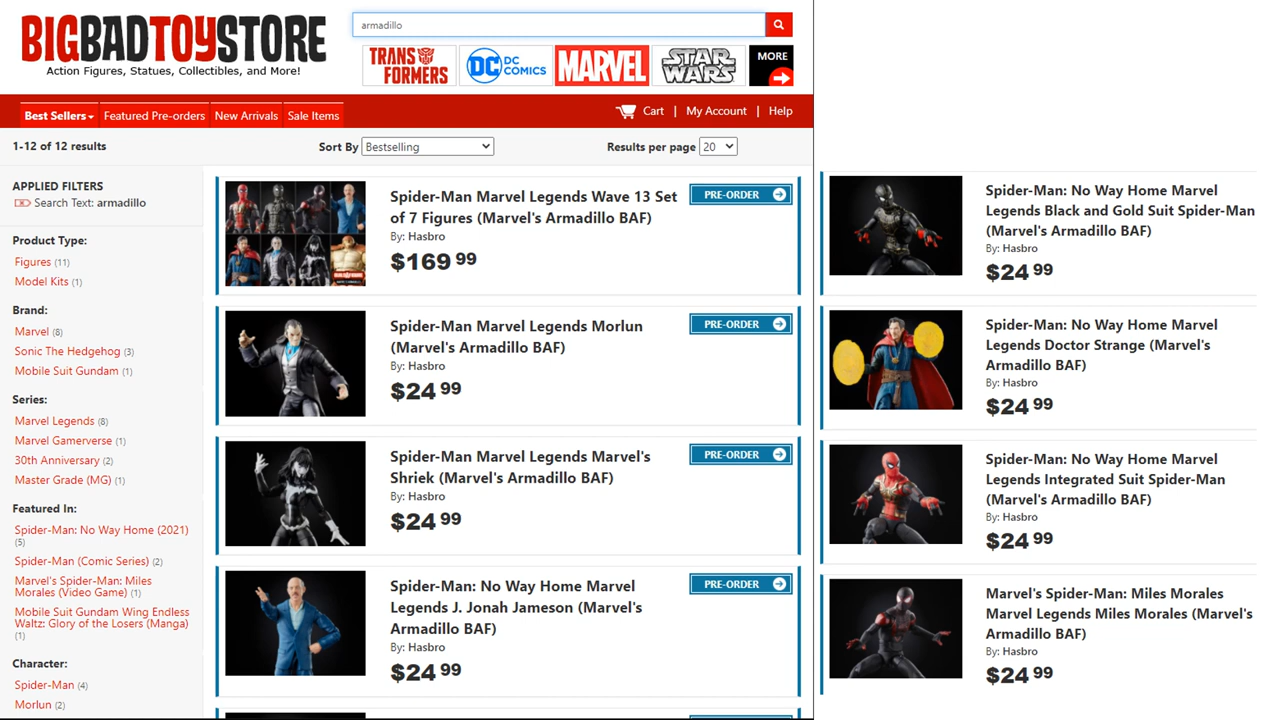 BIGBADTOYSTORE
Action Figures, Statues, Collectibles, and More!
armadillo
TRANSFORMERS
DC
DC COMICS
MARVEL
STAR WARS
MORE
Best Sellers
Featured Pre-orders
New Arrivals
Sale Items
Cart | My Account | Help
1-12 of 12 results
Sort By Bestselling
Results per page 20
APPLIED FILTERS
Search Text: armadillo
Product Type:
Figures (11)
Model Kits (1)
Brand:
Marvel (8)
Sonic The Hedgehog (3)
Mobile Suit Gundam (1)
Series:
Marvel Legends (8)
Marvel Gamerverse (1)
30th Anniversary (2)
Master Grade (MG) (1)
Featured In:
Spider-Man: No Way Home (2021)
(5)
Spider-Man (Comic Series) (2)
Marvel's Spider-Man: Miles
Morales (Video Game) (1)
Mobile Suit Gundam Wing Endless
Waltz: Glory of the Losers (Manga)
(1)
Character:
Spider-Man (4)
Morlun (2)
Spider-Man Marvel Legends Wave 13 Set
of 7 Figures (Marvel's Armadillo BAF)
By: Hasbro
$169 99
PRE-ORDER
Spider-Man Marvel Legends Morlun
(Marvel's Armadillo BAF)
By: Hasbro
$24 99
PRE-ORDER
Spider-Man Marvel Legends Marvel's
Shriek (Marvel's Armadillo BAF)
By: Hasbro
$24 99
PRE-ORDER
Spider-Man: No Way Home Marvel
Legends J. Jonah Jameson (Marvel's
Armadillo BAF)
By: Hasbro
$24 99
PRE-ORDER
Spider-Man: No Way Home Marvel
Legends Black and Gold Suit Spider-Man
(Marvel's Armadillo BAF)
By: Hasbro
$24 99
Spider-Man: No Way Home Marvel
Legends Doctor Strange (Marvel's
Armadillo BAF)
By: Hasbro
$24 99
Spider-Man: No Way Home Marvel
Legends Integrated Suit Spider-Man
(Marvel's Armadillo BAF)
By: Hasbro
$24 99
Marvel's Spider-Man: Miles Morales
Marvel Legends Miles Morales (Marvel's
Armadillo BAF)
By: Hasbro
$24 99